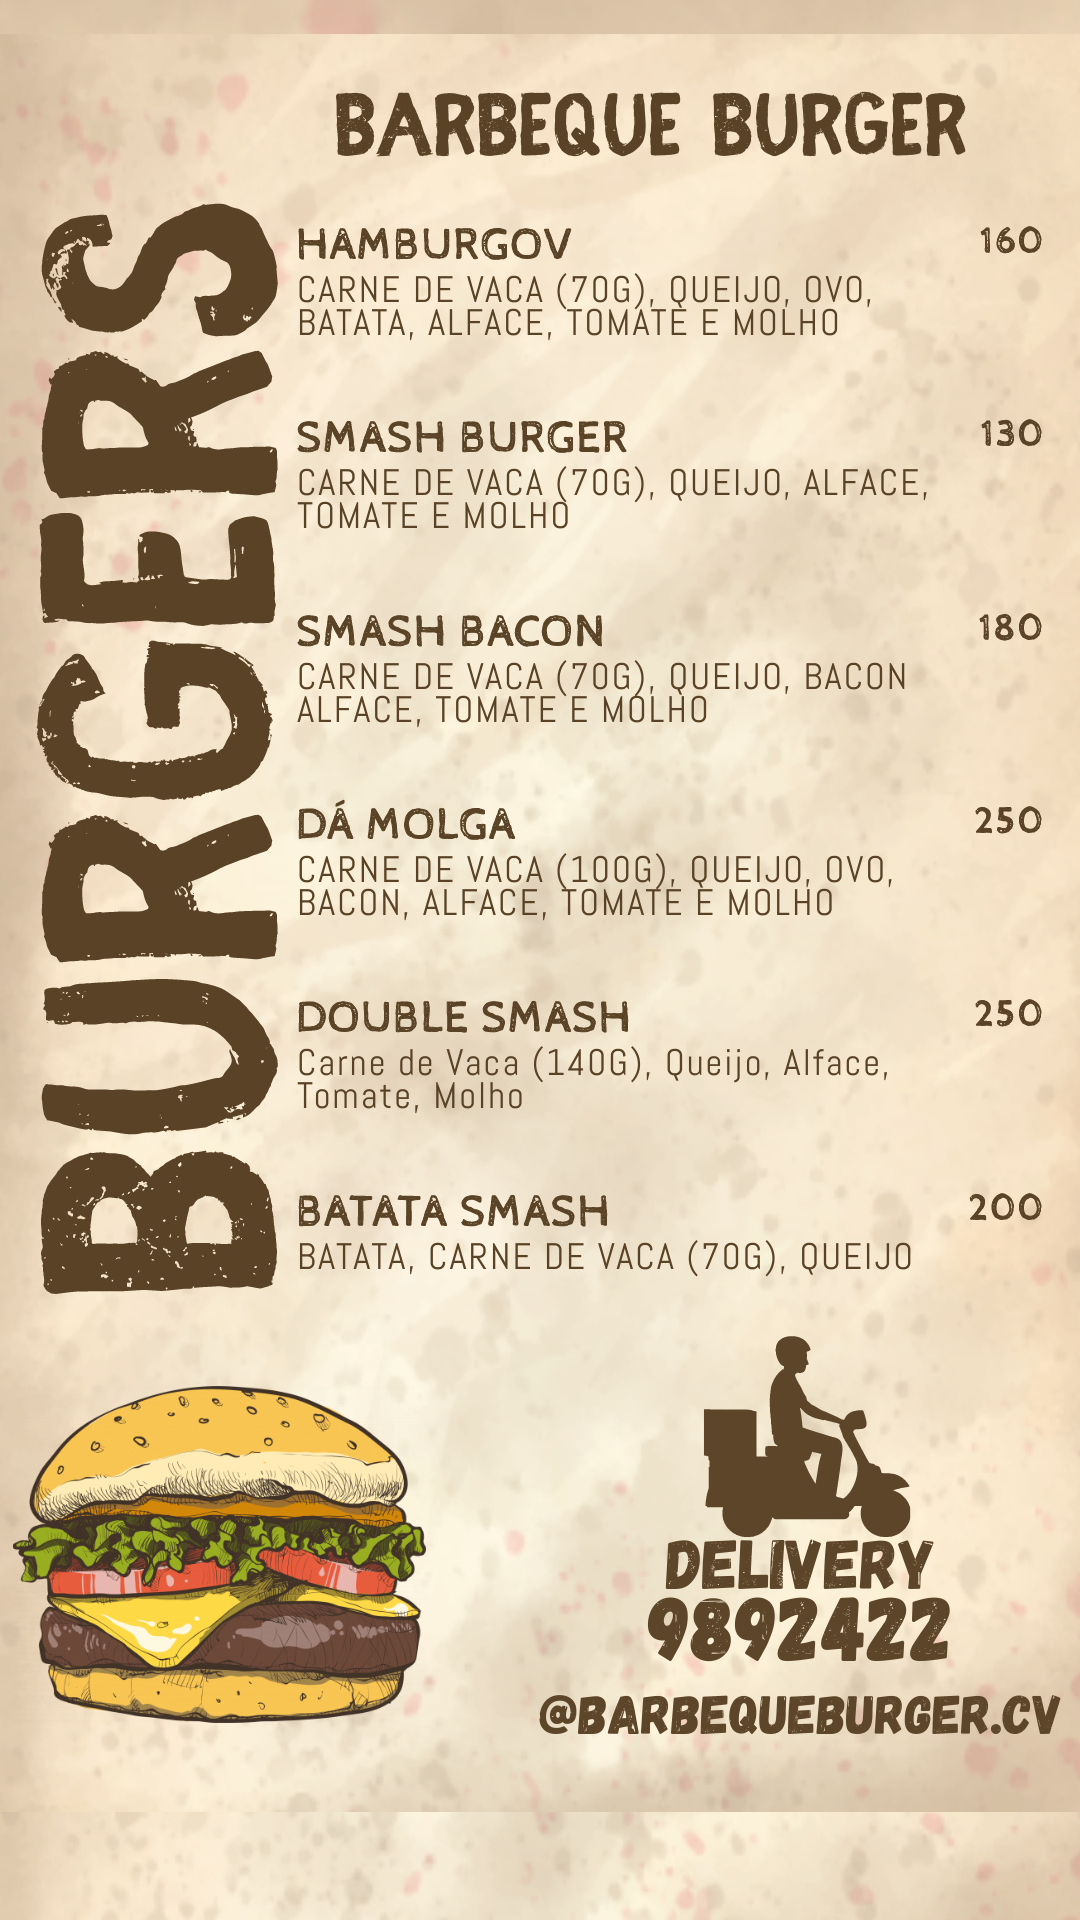 BARBEQUE BURGER
BURGERS
HAMBURGOV 160
CARNE DE VACA (70G), QUEIJO, OVO,
BATATA, ALFACE, TOMATE E MOLHO
SMASH BURGER 130
CARNE DE VACA (70G), QUEIJO, ALFACE,
TOMATE E MOLHO
SMASH BACON 180
CARNE DE VACA (70G), QUEIJO, BACON
ALFACE, TOMATE E MOLHO
DÁ MOLGA 250
CARNE DE VACA (100G), QUEIJO, OVO,
BACON, ALFACE, TOMATE E MOLHO
DOUBLE SMASH 250
Carne de Vaca (140G), Queijo, Alface,
Tomate, Molho
BATATA SMASH 200
BATATA, CARNE DE VACA (70G), QUEIJO
DELIVERY
9892422
@BARBEQUEBURGER.CV